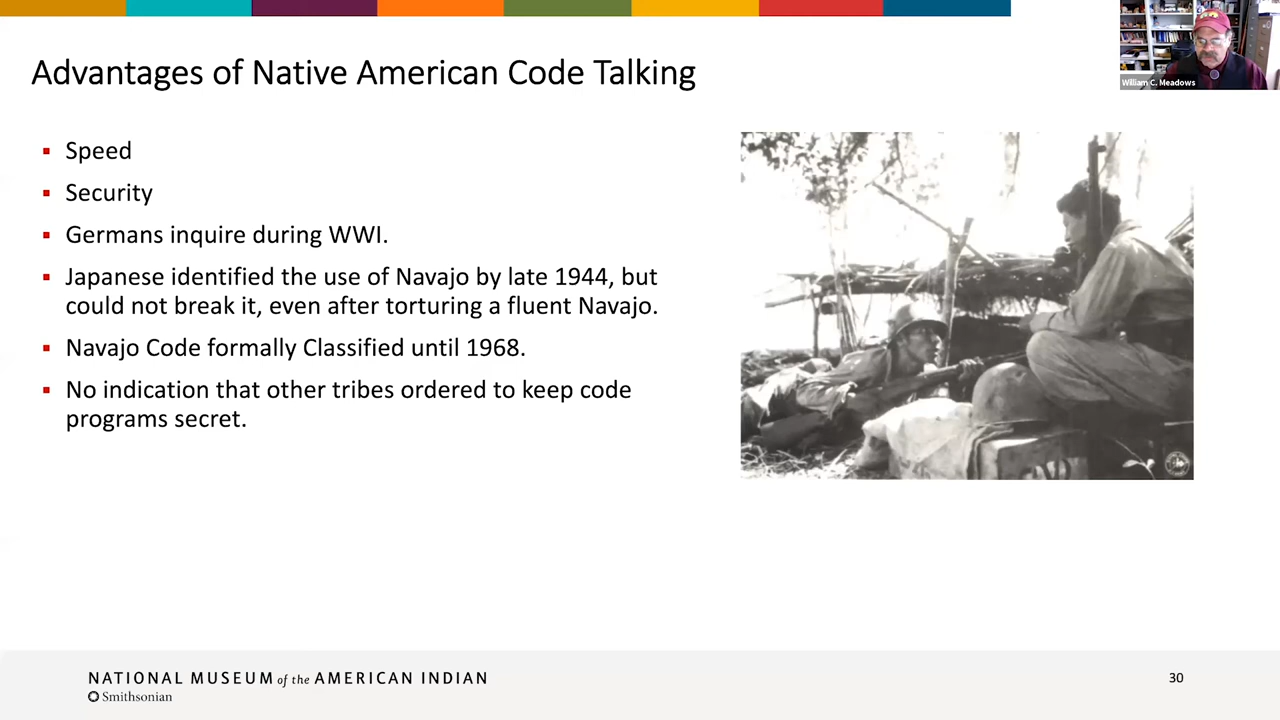 William C. Meadows
Advantages of Native American Code Talking
Speed
Security
Germans inquire during WWI.
Japanese identified the use of Navajo by late 1944, but
could not break it, even after torturing a fluent Navajo.
Navajo Code formally Classified until 1968.
No indication that other tribes ordered to keep code
programs secret.
NATIONAL MUSEUM of the AMERICAN INDIAN
Smithsonian
30